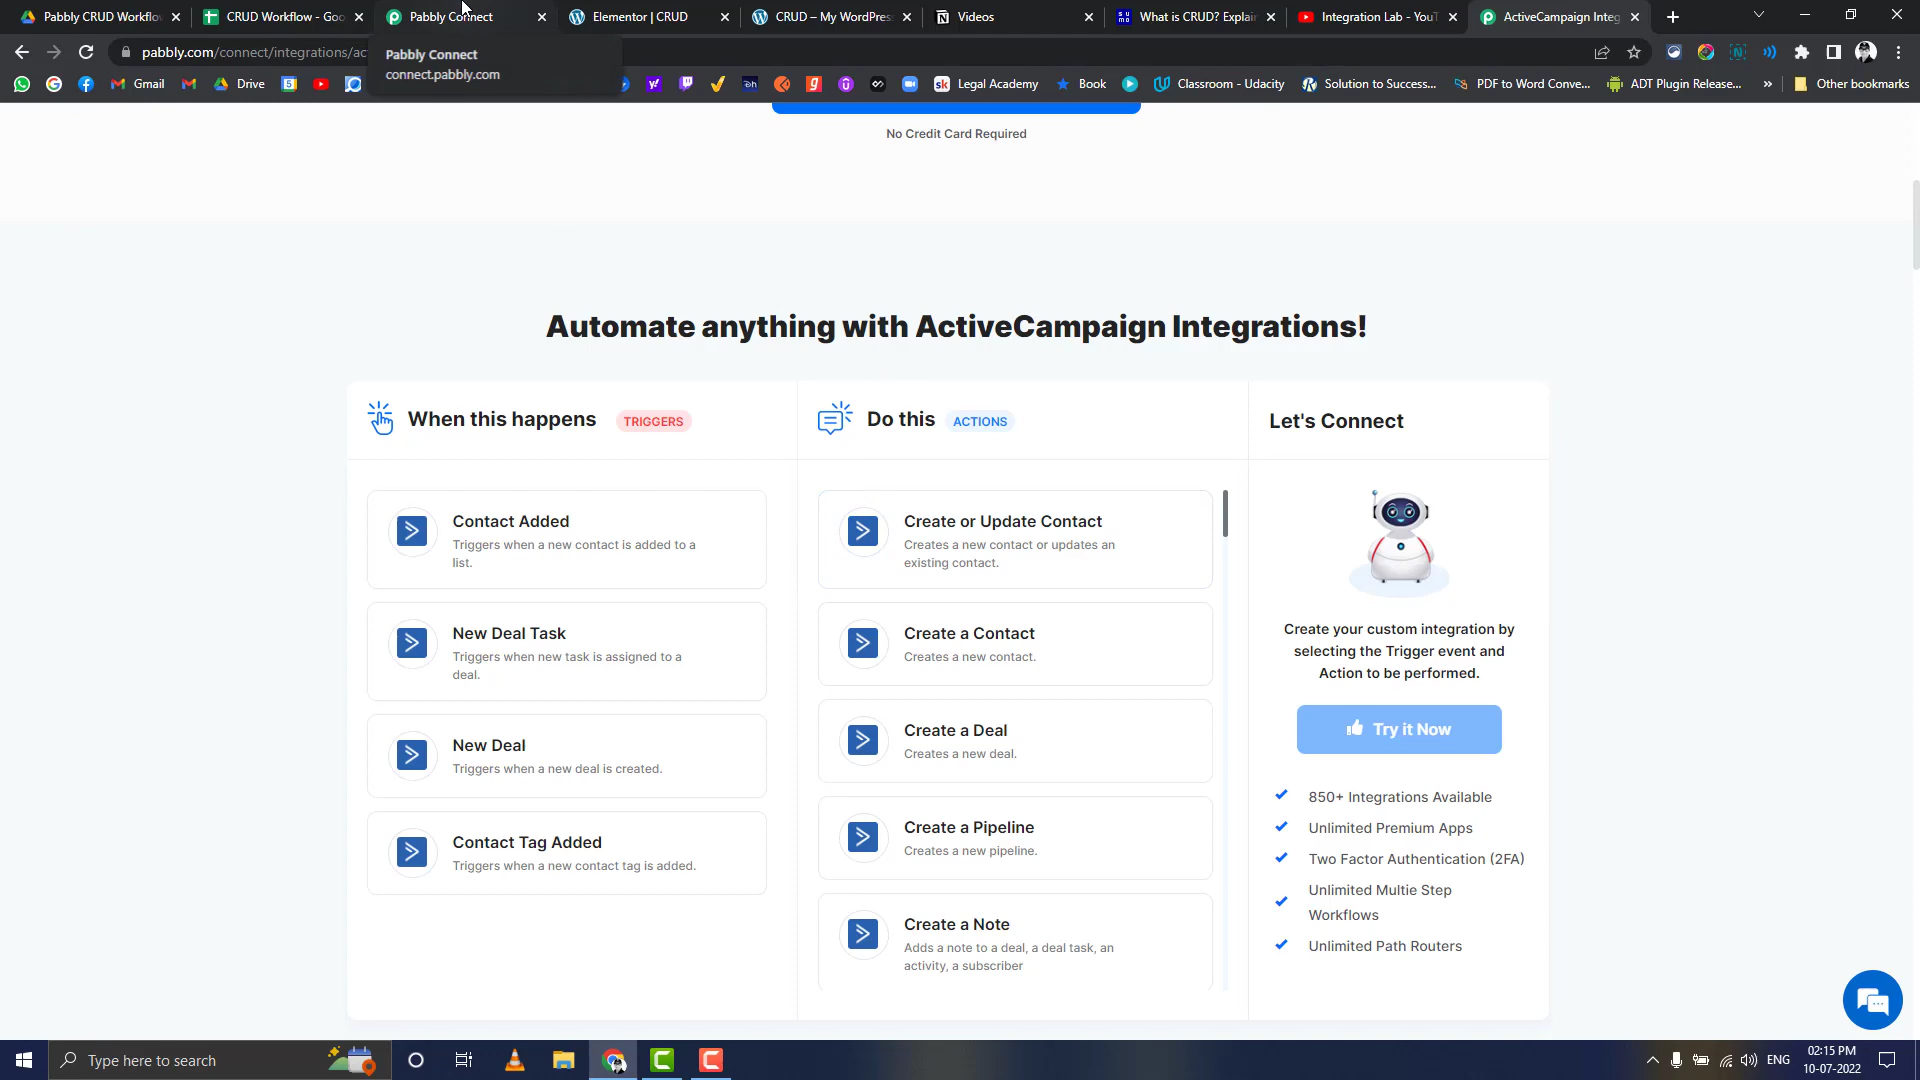 Pabbly CRUD Workflow
CRUD Workflow - Goo
Pabbly Connect
Elementor | CRUD
CRUD – My WordPres
Videos
What is CRUD? Explai
Integration Lab - YouT
ActiveCampaign Integ
pabbly.com/connect/integrations/ac
Pabbly Connect
connect.pabbly.com
Gmail
Drive
Legal Academy
Book
Classroom - Udacity
Solution to Success...
PDF to Word Conve...
ADT Plugin Release...
»
Other bookmarks
No Credit Card Required
Automate anything with ActiveCampaign Integrations!
When this happens
TRIGGERS
Do this
ACTIONS
Let's Connect
Contact Added
Triggers when a new contact is added to a
list.
New Deal Task
Triggers when new task is assigned to a
deal.
New Deal
Triggers when a new deal is created.
Contact Tag Added
Triggers when a new contact tag is added.
Create or Update Contact
Creates a new contact or updates an
existing contact.
Create a Contact
Creates a new contact.
Create a Deal
Creates a new deal.
Create a Pipeline
Creates a new pipeline.
Create a Note
Adds a note to a deal, a deal task, an
activity, a subscriber
Create your custom integration by
selecting the Trigger event and
Action to be performed.
Try it Now
850+ Integrations Available
Unlimited Premium Apps
Two Factor Authentication (2FA)
Unlimited Multie Step
Workflows
Unlimited Path Routers
Type here to search
ENG
02:15 PM
10-07-2022